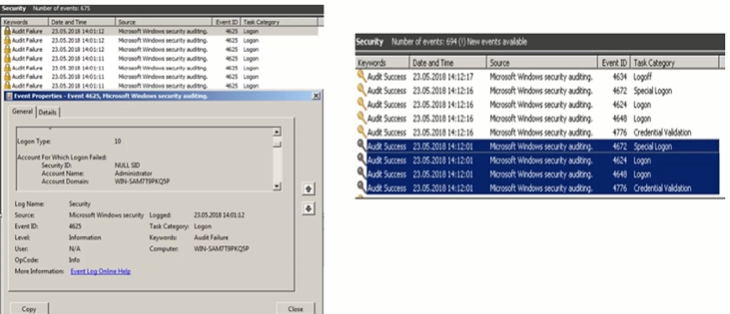 Security Number of events: 675
Keywords Date and Time Source Event ID Task Category
Audit Failure 23.05.2018 14:01:12 Microsoft Windows security auditing. 4625 Logon
Audit Failure 23.05.2018 14:01:12 Microsoft Windows security auditing. 4625 Logon
Audit Failure 23.05.2018 14:01:12 Microsoft Windows security auditing. 4625 Logon
Audit Failure 23.05.2018 14:01:11 Microsoft Windows security auditing. 4625 Logon
Audit Failure 23.05.2018 14:01:11 Microsoft Windows security auditing. 4625 Logon
Audit Failure 23.05.2018 14:01:11 Microsoft Windows security auditing. 4625 Logon
Event Properties - Event 4625, Microsoft Windows security auditing.
General Details
Logon Type: 10
Account For Which Logon Failed:
Security ID: NULL SID
Account Name: Administrator
Account Domain: WIN-SAM7T9PKQ5P
Log Name: Security
Source: Microsoft Windows security Logged: 23.05.2018 14:01:12
Event ID: 4625 Task Category: Logon
Level: Information Keywords: Audit Failure
User: N/A Computer: WIN-SAM7T9PKQ5P
OpCode: Info
More Information: Event Log Online Help
Copy Close
Security Number of events: 694 (!) New events available
Keywords Date and Time Source Event ID Task Category
Audit Success 23.05.2018 14:12:17 Microsoft Windows security auditing. 4634 Logoff
Audit Success 23.05.2018 14:12:16 Microsoft Windows security auditing. 4672 Special Logon
Audit Success 23.05.2018 14:12:16 Microsoft Windows security auditing. 4624 Logon
Audit Success 23.05.2018 14:12:16 Microsoft Windows security auditing. 4648 Logon
Audit Success 23.05.2018 14:12:16 Microsoft Windows security auditing. 4776 Credential Validation
Audit Success 23.05.2018 14:12:01 Microsoft Windows security auditing. 4672 Special Logon
Audit Success 23.05.2018 14:12:01 Microsoft Windows security auditing. 4624 Logon
Audit Success 23.05.2018 14:12:01 Microsoft Windows security auditing. 4648 Logon
Audit Success 23.05.2018 14:12:01 Microsoft Windows security auditing. 4776 Credential Validation